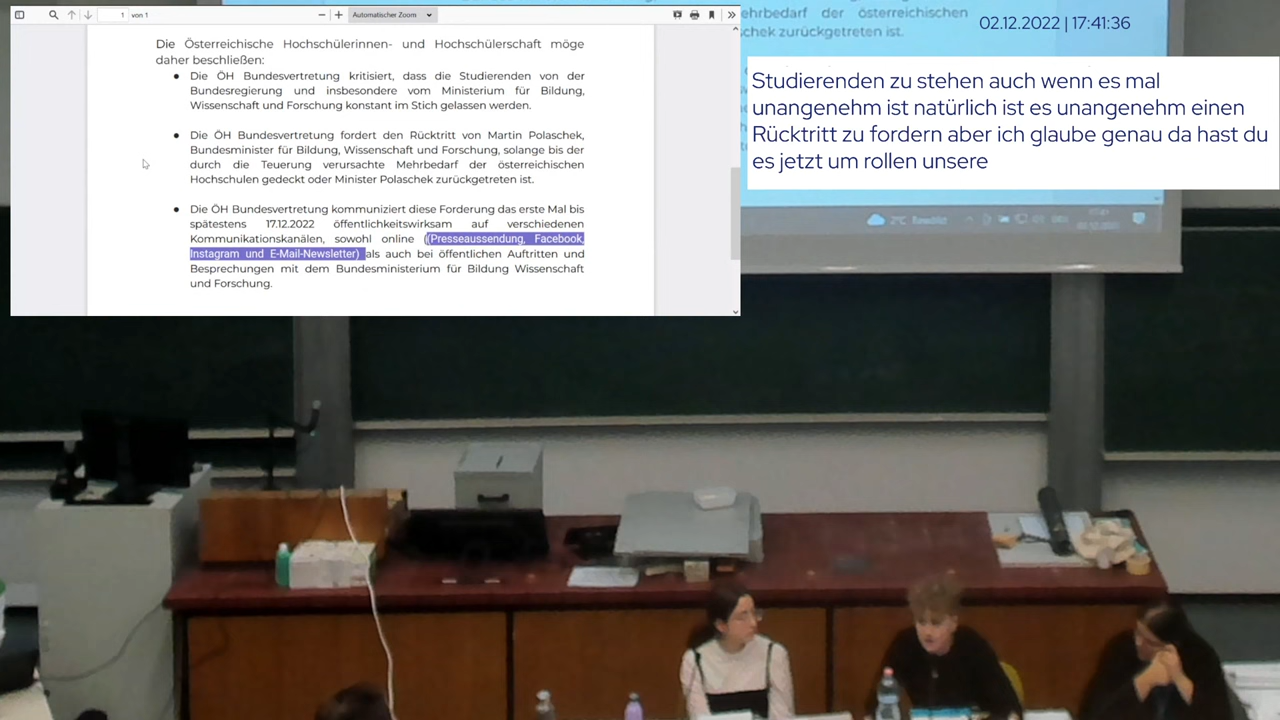 1 von 1
Automatischer Zoom
Die Österreichische Hochschülerinnen- und Hochschülerschaft möge
daher beschließen:
● Die ÖH Bundesvertretung kritisiert, dass die Studierenden von der
Bundesregierung und insbesondere vom Ministerium für Bildung,
Wissenschaft und Forschung konstant im Stich gelassen werden.
● Die ÖH Bundesvertretung fordert den Rücktritt von Martin Polaschek,
Bundesminister für Bildung, Wissenschaft und Forschung, solange bis der
durch die Teuerung verursachte Mehrbedarf der österreichischen
Hochschulen gedeckt oder Minister Polaschek zurückgetreten ist.
● Die ÖH Bundesvertretung kommuniziert diese Forderung das erste Mal bis
spätestens 17.12.2022 öffentlichkeitswirksam auf verschiedenen
Kommunikationskanälen, sowohl online ((Presseaussendung, Facebook,
Instagram und E-Mail-Newsletter) als auch bei öffentlichen Auftritten und
Besprechungen mit dem Bundesministerium für Bildung Wissenschaft
und Forschung.
ehrbedarf der österreichischen
chek zurückgetreten ist.
02.12.2022 | 17:41:36
Studierenden zu stehen auch wenn es mal
unangenehm ist natürlich ist es unangenehm einen
Rücktritt zu fordern aber ich glaube genau da hast du
es jetzt um rollen unsere
2°C